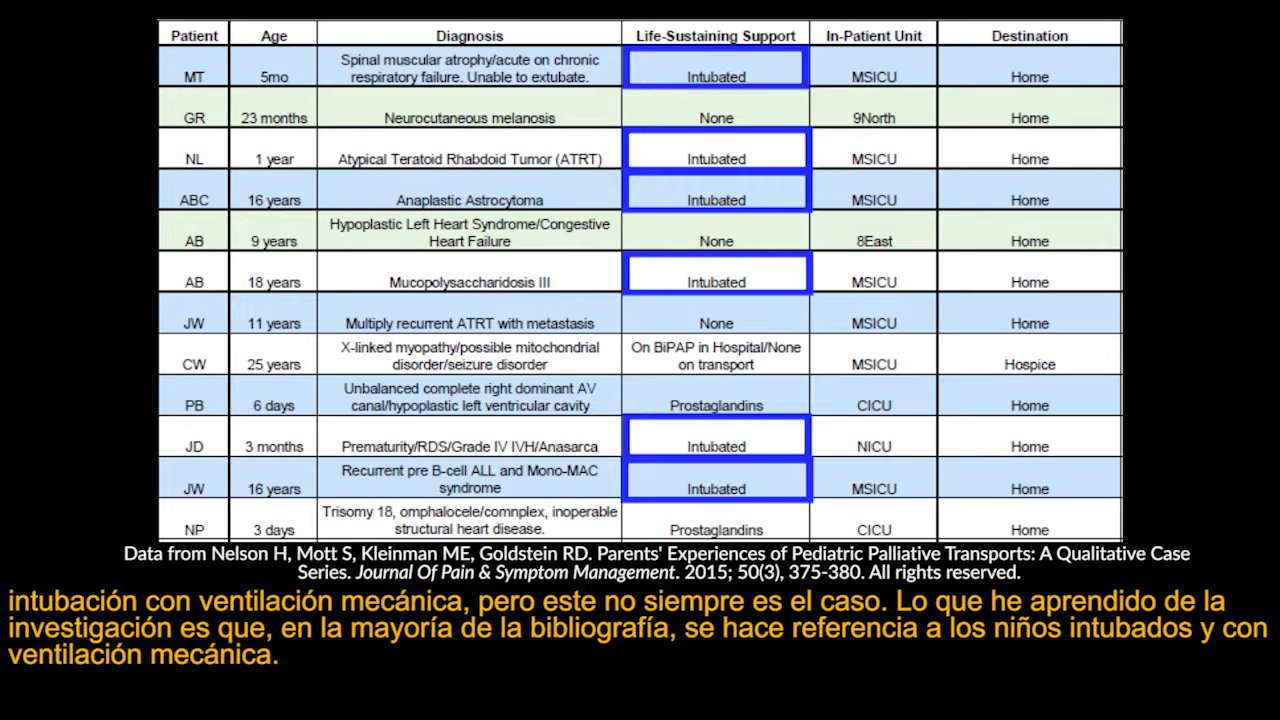 Patient Age Diagnosis Life-Sustaining Support In-Patient Unit Destination
Spinal muscular atrophy/acute on chronic
MT 5mo respiratory failure. Unable to extubate. Intubated MSICU Home
GR 23 months Neurocutaneous melanosis None 9North Home
NL 1 year Atypical Teratoid Rhabdoid Tumor (ATRT) Intubated MSICU Home
ABC 16 years Anaplastic Astrocytoma Intubated MSICU Home
Hypoplastic Left Heart Syndrome/Congestive
AB 9 years Heart Failure None 8East Home
AB 18 years Mucopolysaccharidosis III Intubated MSICU Home
JW 11 years Multiply recurrent ATRT with metastasis None MSICU Home
X-linked myopathy/possible mitochondrial On BiPAP in Hospital/None
CW 25 years disorder/seizure disorder on transport MSICU Hospice
Unbalanced complete right dominant AV
PB 6 days canal/hypoplastic left ventricular cavity Prostaglandins CICU Home
JD 3 months Prematurity/RDS/Grade IV IVH/Anasarca Intubated NICU Home
Recurrent pre B-cell ALL and Mono-MAC
JW 16 years syndrome Intubated MSICU Home
Trisomy 18, omphalocele/comnplex, inoperable
NP 3 days structural heart disease. Prostaglandins CICU Home
Data from Nelson H, Mott S, Kleinman ME, Goldstein RD. Parents' Experiences of Pediatric Palliative Transports: A Qualitative Case
Series. Journal Of Pain & Symptom Management. 2015; 50(3), 375-380. All rights reserved.
intubación con ventilación mecánica, pero este no siempre es el caso. Lo que he aprendido de la
investigación es que, en la mayoría de la bibliografía, se hace referencia a los niños intubados y con
ventilación mecánica.